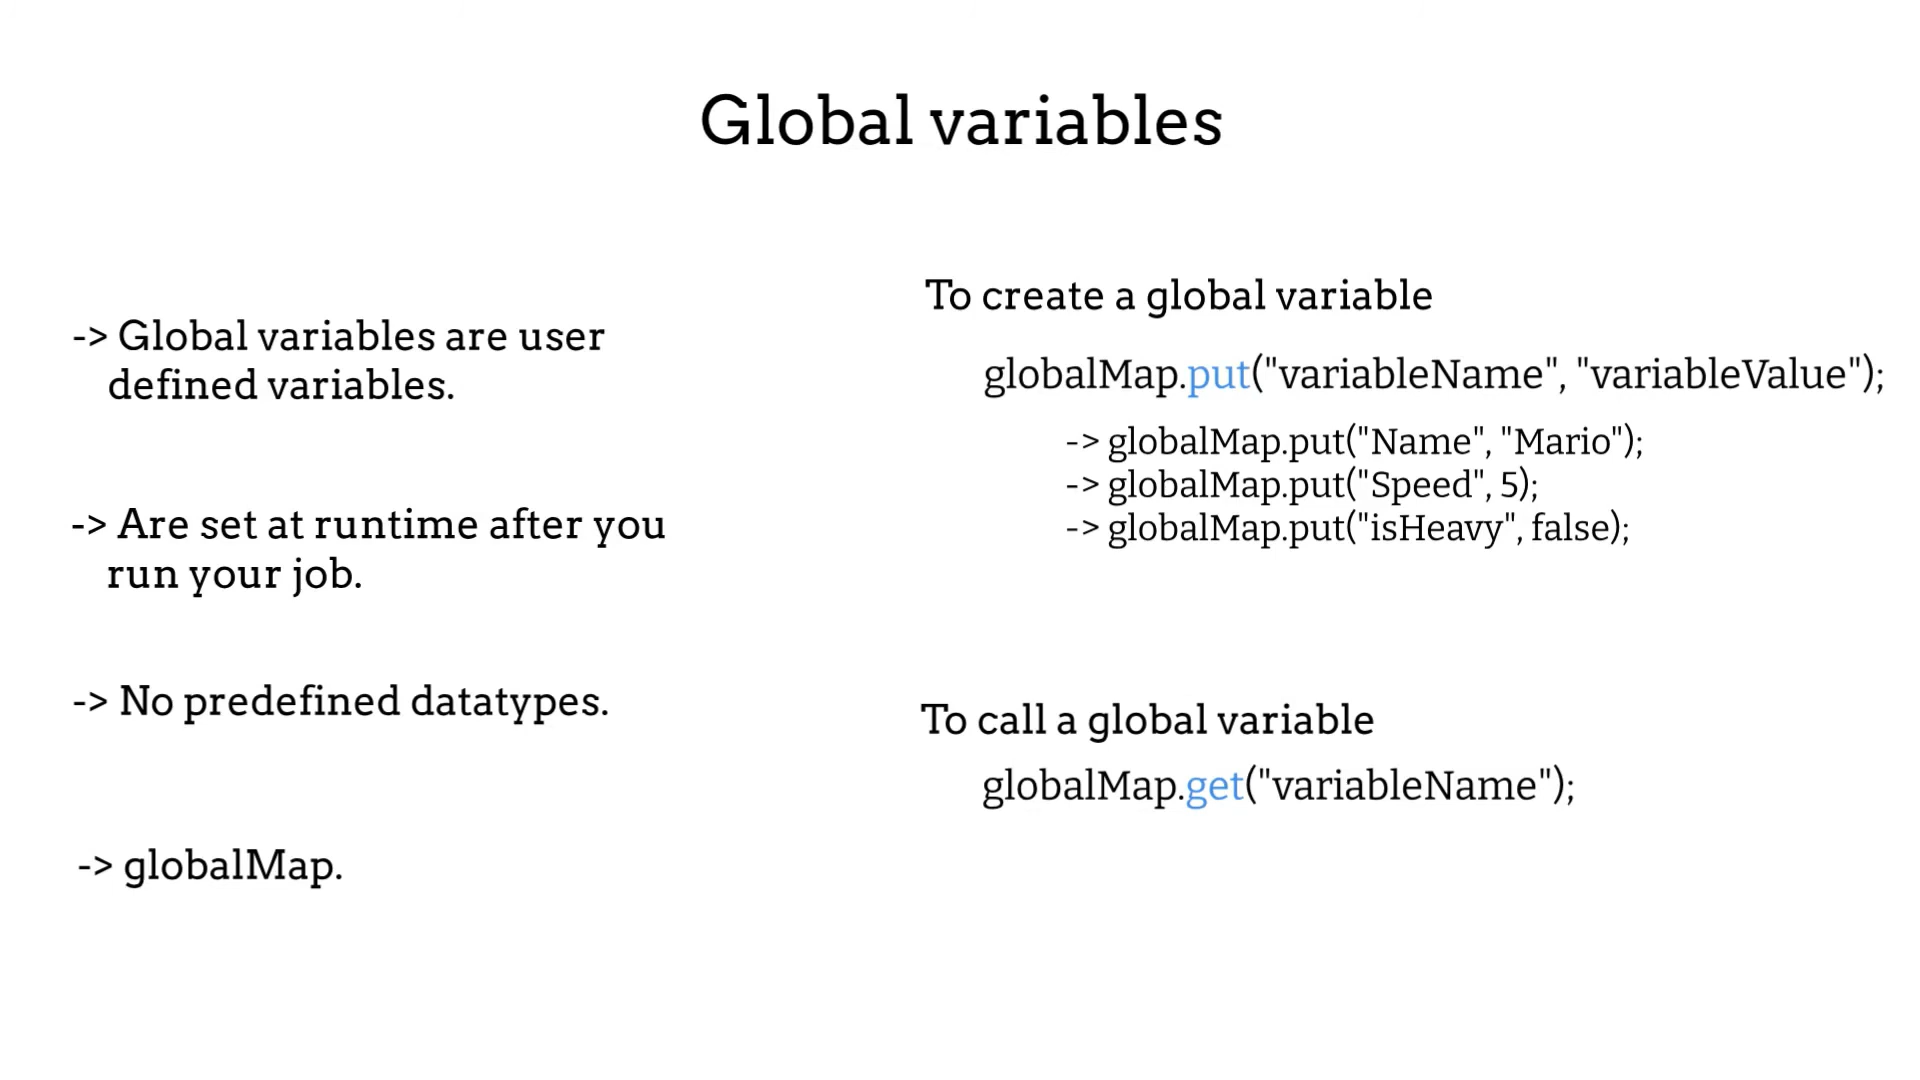 Global variables
-> Global variables are user
defined variables.
-> Are set at runtime after you
run your job.
-> No predefined datatypes.
-> globalMap.
To create a global variable
globalMap.put("variableName", "variableValue");
-> globalMap.put("Name", "Mario");
-> globalMap.put("Speed", 5);
-> globalMap.put("isHeavy", false);
To call a global variable
globalMap.get("variableName");